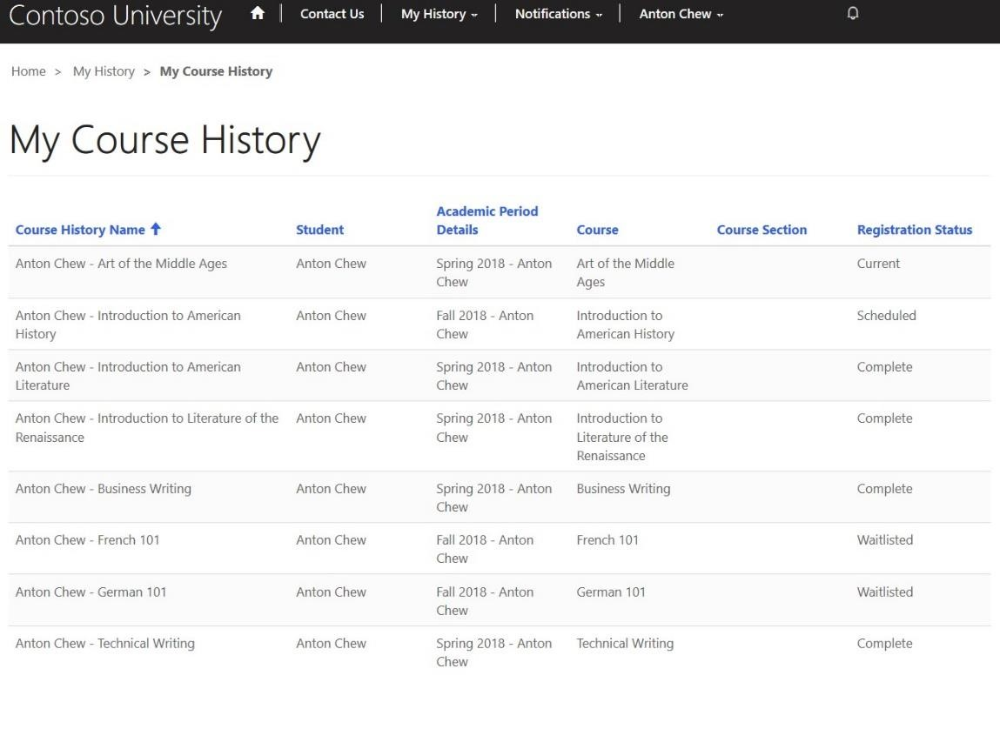 Contoso University
Contact Us
My History
Notifications
Anton Chew
Home > My History > My Course History
My Course History
Course History Name
Student
Academic Period
Details
Course
Course Section
Registration Status
Anton Chew - Art of the Middle Ages
Anton Chew
Spring 2018 - Anton
Chew
Art of the Middle
Ages
Current
Anton Chew - Introduction to American
History
Anton Chew
Fall 2018 - Anton
Chew
Introduction to
American History
Scheduled
Anton Chew - Introduction to American
Literature
Anton Chew
Spring 2018 - Anton
Chew
Introduction to
American Literature
Complete
Anton Chew - Introduction to Literature of the
Renaissance
Anton Chew
Spring 2018 - Anton
Chew
Introduction to
Literature of the
Renaissance
Complete
Anton Chew - Business Writing
Anton Chew
Spring 2018 - Anton
Chew
Business Writing
Complete
Anton Chew - French 101
Anton Chew
Fall 2018 - Anton
Chew
French 101
Waitlisted
Anton Chew - German 101
Anton Chew
Fall 2018 - Anton
Chew
German 101
Waitlisted
Anton Chew - Technical Writing
Anton Chew
Spring 2018 - Anton
Chew
Technical Writing
Complete